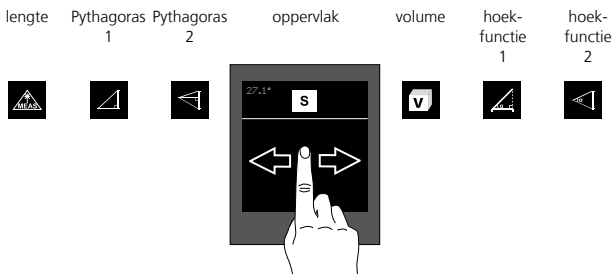 lengte
Pythagoras
1
Pythagoras
2
oppervlak
volume
hoek-
functie
1
hoek-
functie
2
MEAS
27.1°
S
V
α
α